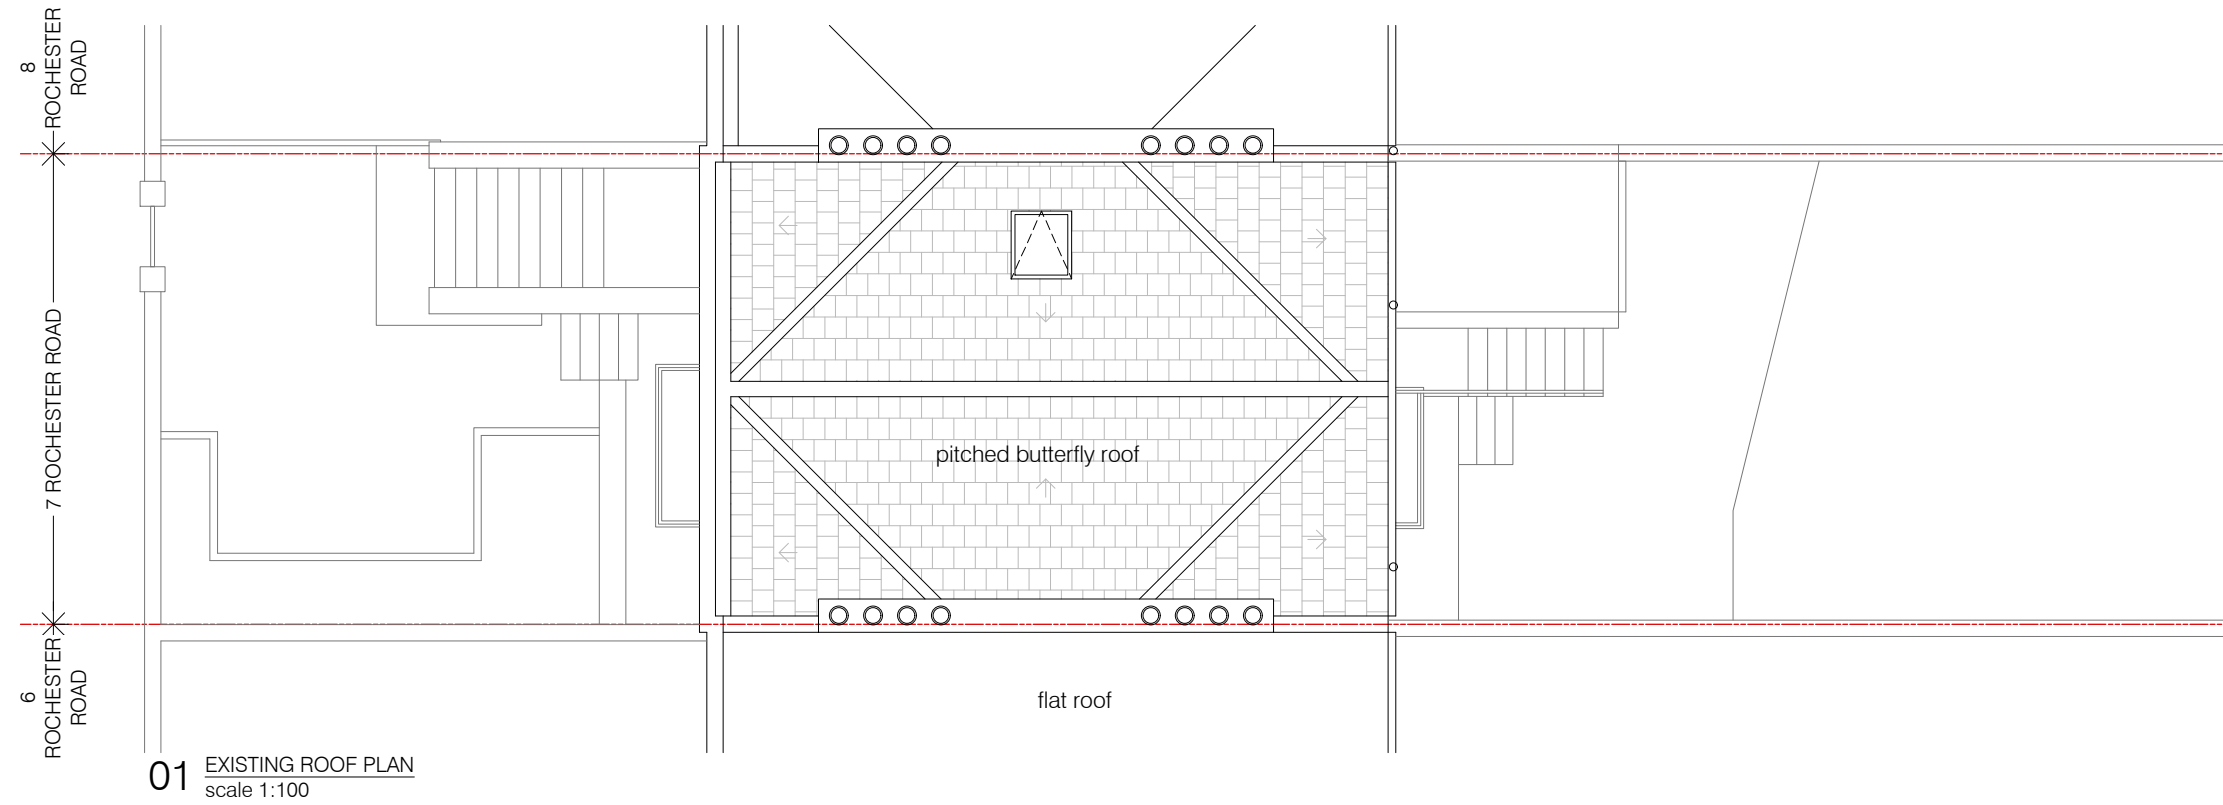 8
ROCHESTER
ROAD
7 ROCHESTER ROAD
6
ROCHESTER
ROAD
pitched butterfly roof
flat roof
01 EXISTING ROOF PLAN
scale 1:100